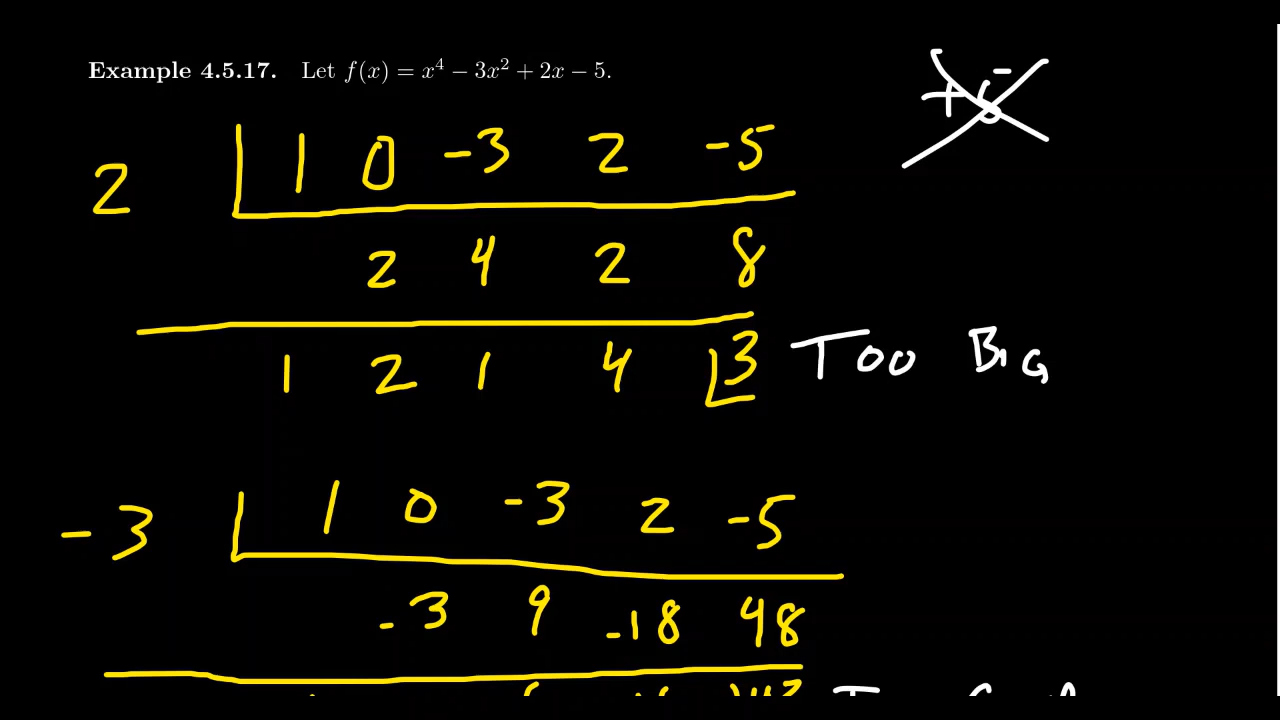 Example 4.5.17. Let f(x) = x⁴ − 3x² + 2x − 5.
2 1 0 -3 2 -5
2 4 2 8
1 2 1 4 3 Too Big
-3 1 0 -3 2 -5
-3 9 -18 48